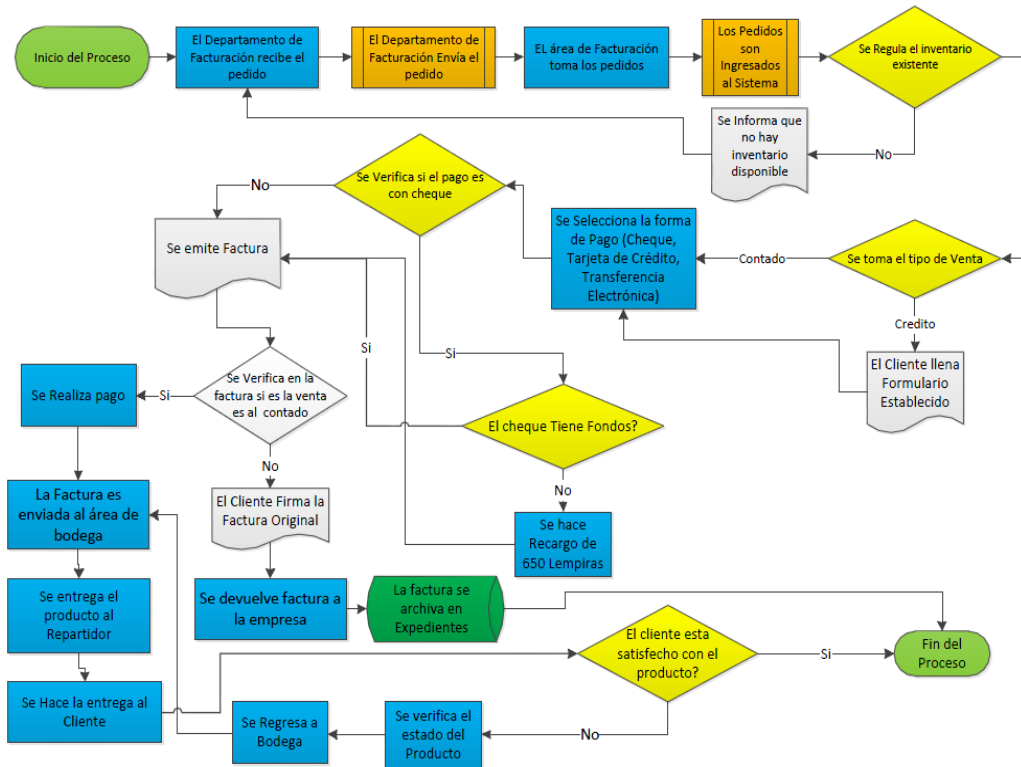 Inicio del Proceso
El Departamento de
Facturación recibe el
pedido
El Departamento de
Facturación Envía el
pedido
EL área de Facturación
toma los pedidos
Los Pedidos
son
Ingresados
al Sistema
Se Regula el inventario
existente
No
Se Informa que
no hay
inventario
disponible
Se Verifica si el pago es
con cheque
No
Se emite Factura
Se Selecciona la forma
de Pago (Cheque,
Tarjeta de Crédito,
Transferencia
Electrónica)
Contado
Se toma el tipo de Venta
Credito
El Cliente llena
Formulario
Establecido
Si
Si
Se Verifica en la
factura si es la venta
es al contado
Si
Se Realiza pago
El cheque Tiene Fondos?
No
No
El Cliente Firma la
Factura Original
Se hace
Recargo de
650 Lempiras
La Factura es
enviada al área de
bodega
Se entrega el
producto al
Repartidor
Se devuelve factura a
la empresa
La factura se
archiva en
Expedientes
El cliente esta
satisfecho con el
producto?
Si
Fin del
Proceso
Se Hace la entrega al
Cliente
Se Regresa a
Bodega
Se verifica el
estado del
Producto
No